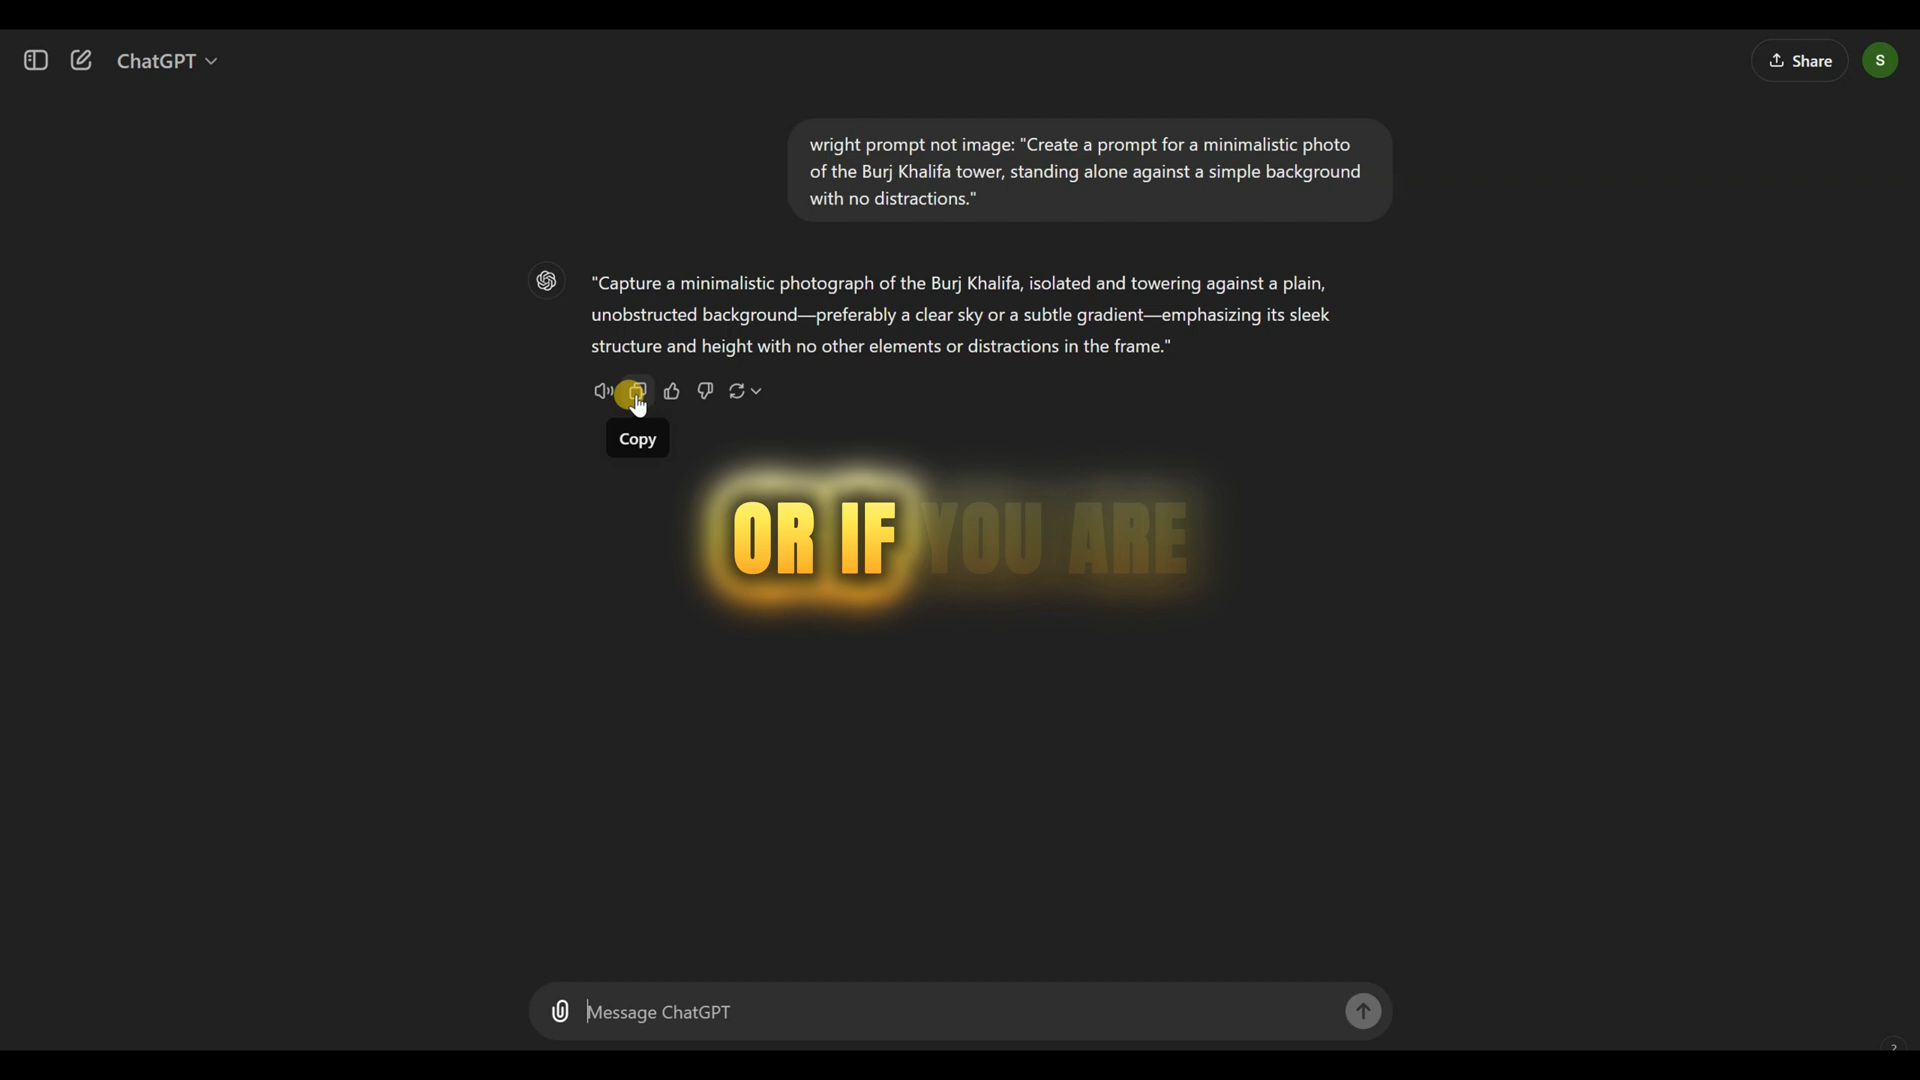 ChatGPT
Share
S
wright prompt not image: "Create a prompt for a minimalistic photo
of the Burj Khalifa tower, standing alone against a simple background
with no distractions."
"Capture a minimalistic photograph of the Burj Khalifa, isolated and towering against a plain,
unobstructed background—preferably a clear sky or a subtle gradient—emphasizing its sleek
structure and height with no other elements or distractions in the frame."
Copy
OR IF YOU ARE
Message ChatGPT
?